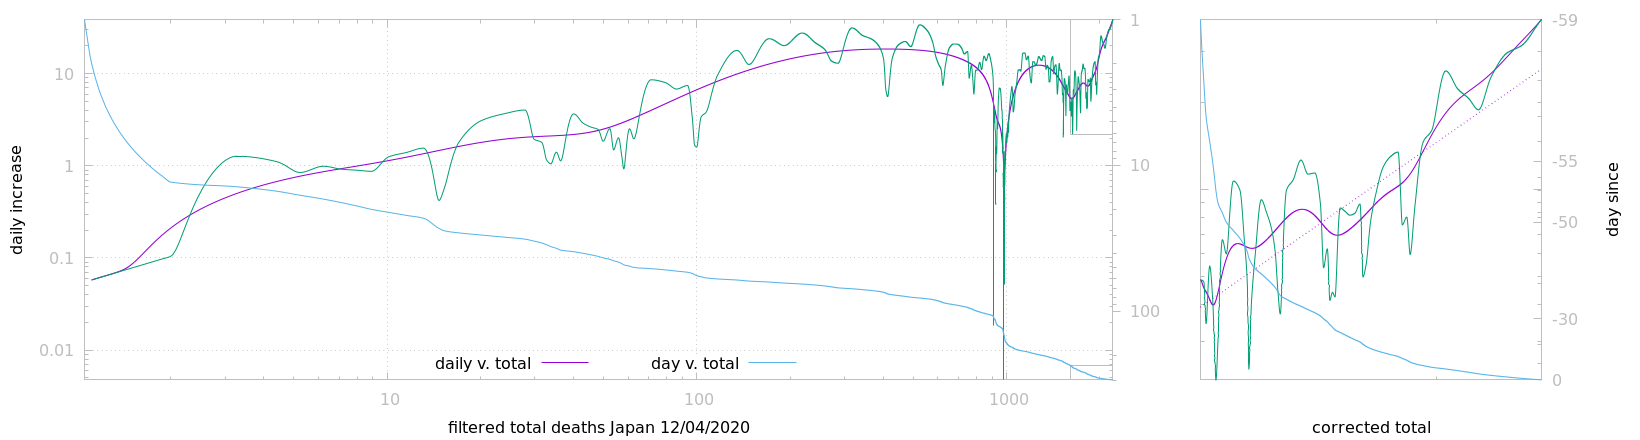 daily increase
10
1
0.1
0.01
10
100
1000
1
10
100
daily v. total
day v. total
filtered total deaths Japan 12/04/2020
-59
-55
-50
-30
0
day since
corrected total